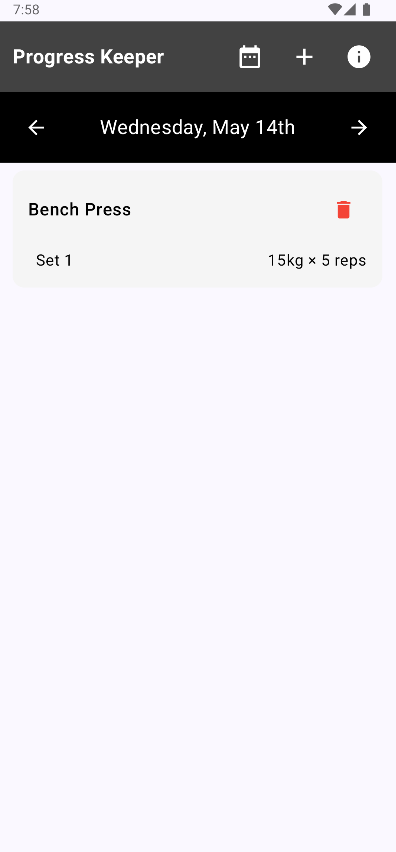 7:58
Progress Keeper
Wednesday, May 14th
Bench Press
Set 1 15kg × 5 reps